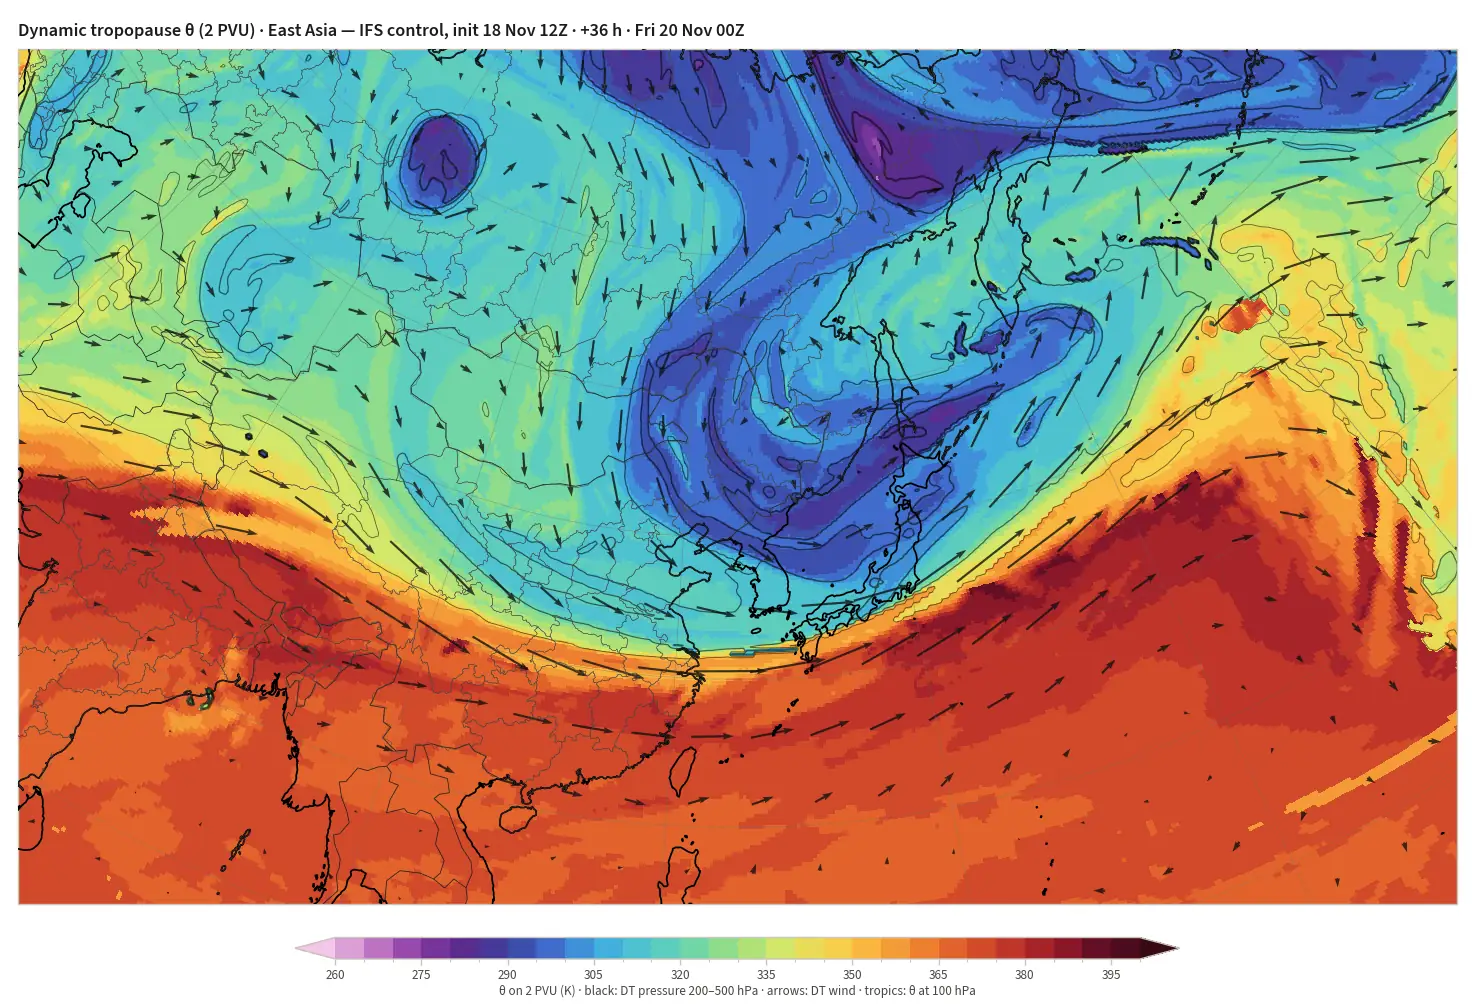 Dynamic tropopause θ (2 PVU) · East Asia — IFS control, init 18 Nov 12Z · +36 h · Fri 20 Nov 00Z
260 275 290 305 320 335 350 365 380 395
θ on 2 PVU (K) · black: DT pressure 200–500 hPa · arrows: DT wind · tropics: θ at 100 hPa